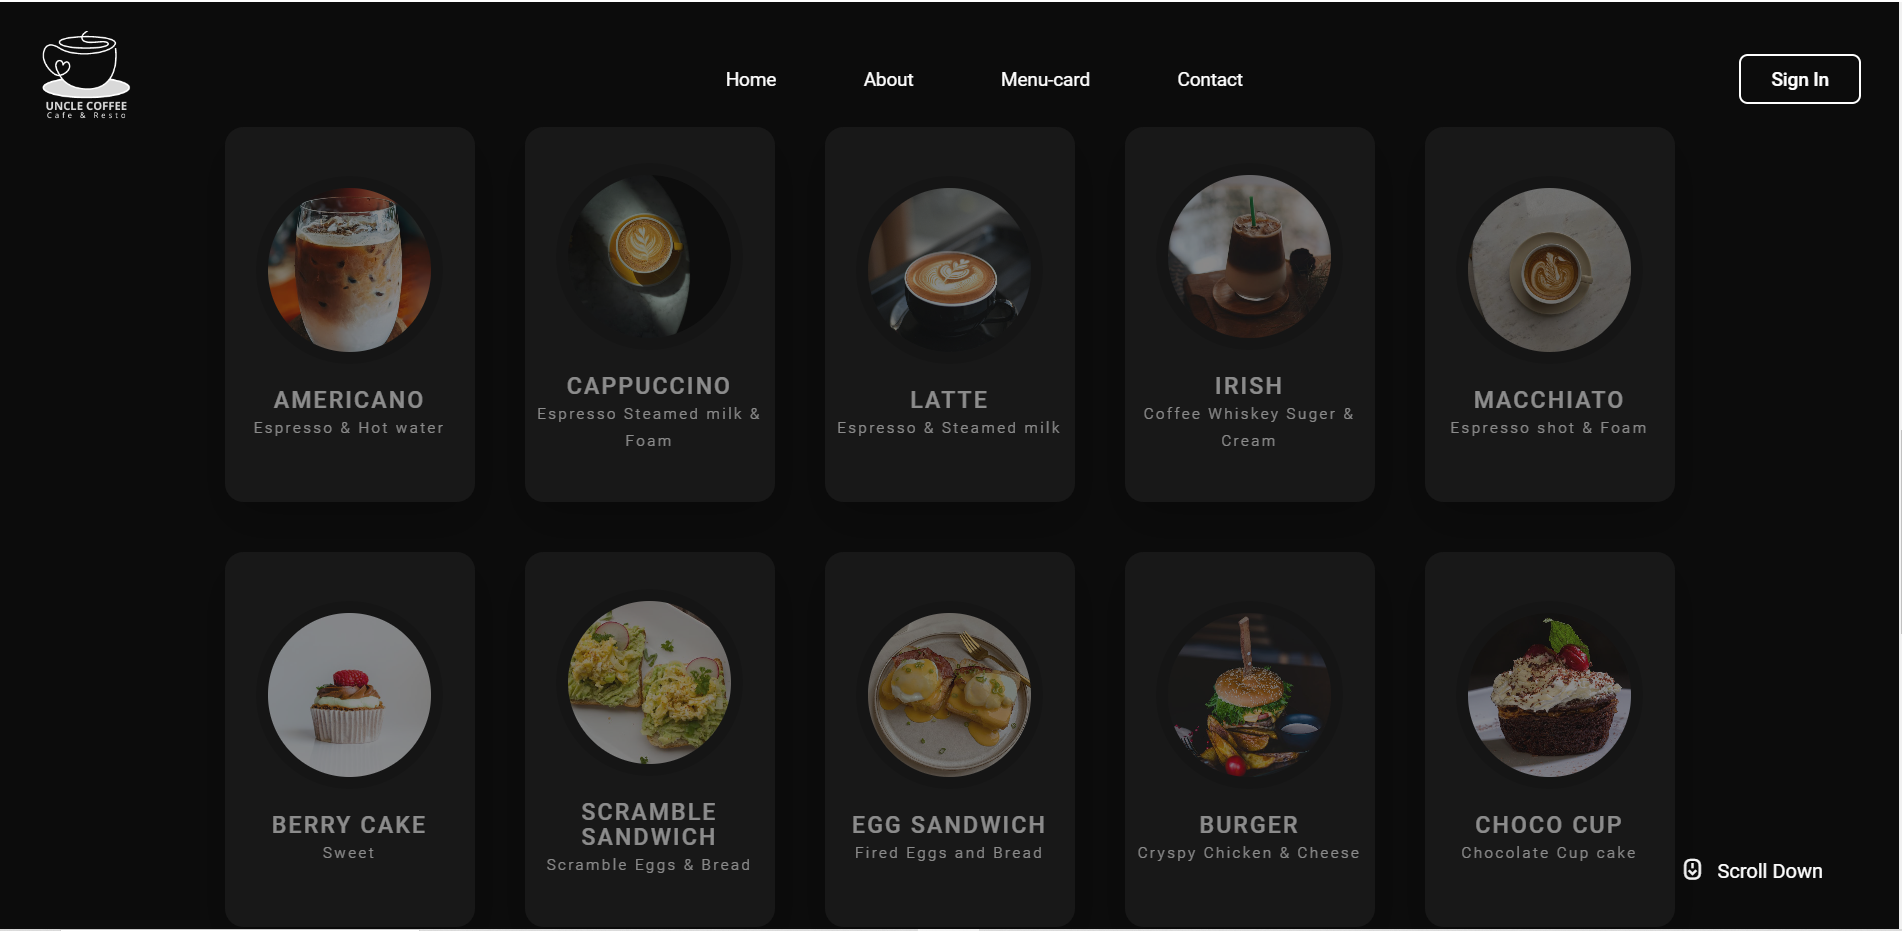 UNCLE COFFEE
Cafe & Resto
Home
About
Menu-card
Contact
Sign In
AMERICANO
Espresso & Hot water
CAPPUCCINO
Espresso Steamed milk &
Foam
LATTE
Espresso & Steamed milk
IRISH
Coffee Whiskey Suger &
Cream
MACCHIATO
Espresso shot & Foam
BERRY CAKE
Sweet
SCRAMBLE
SANDWICH
Scramble Eggs & Bread
EGG SANDWICH
Fired Eggs and Bread
BURGER
Cryspy Chicken & Cheese
CHOCO CUP
Chocolate Cup cake
Scroll Down